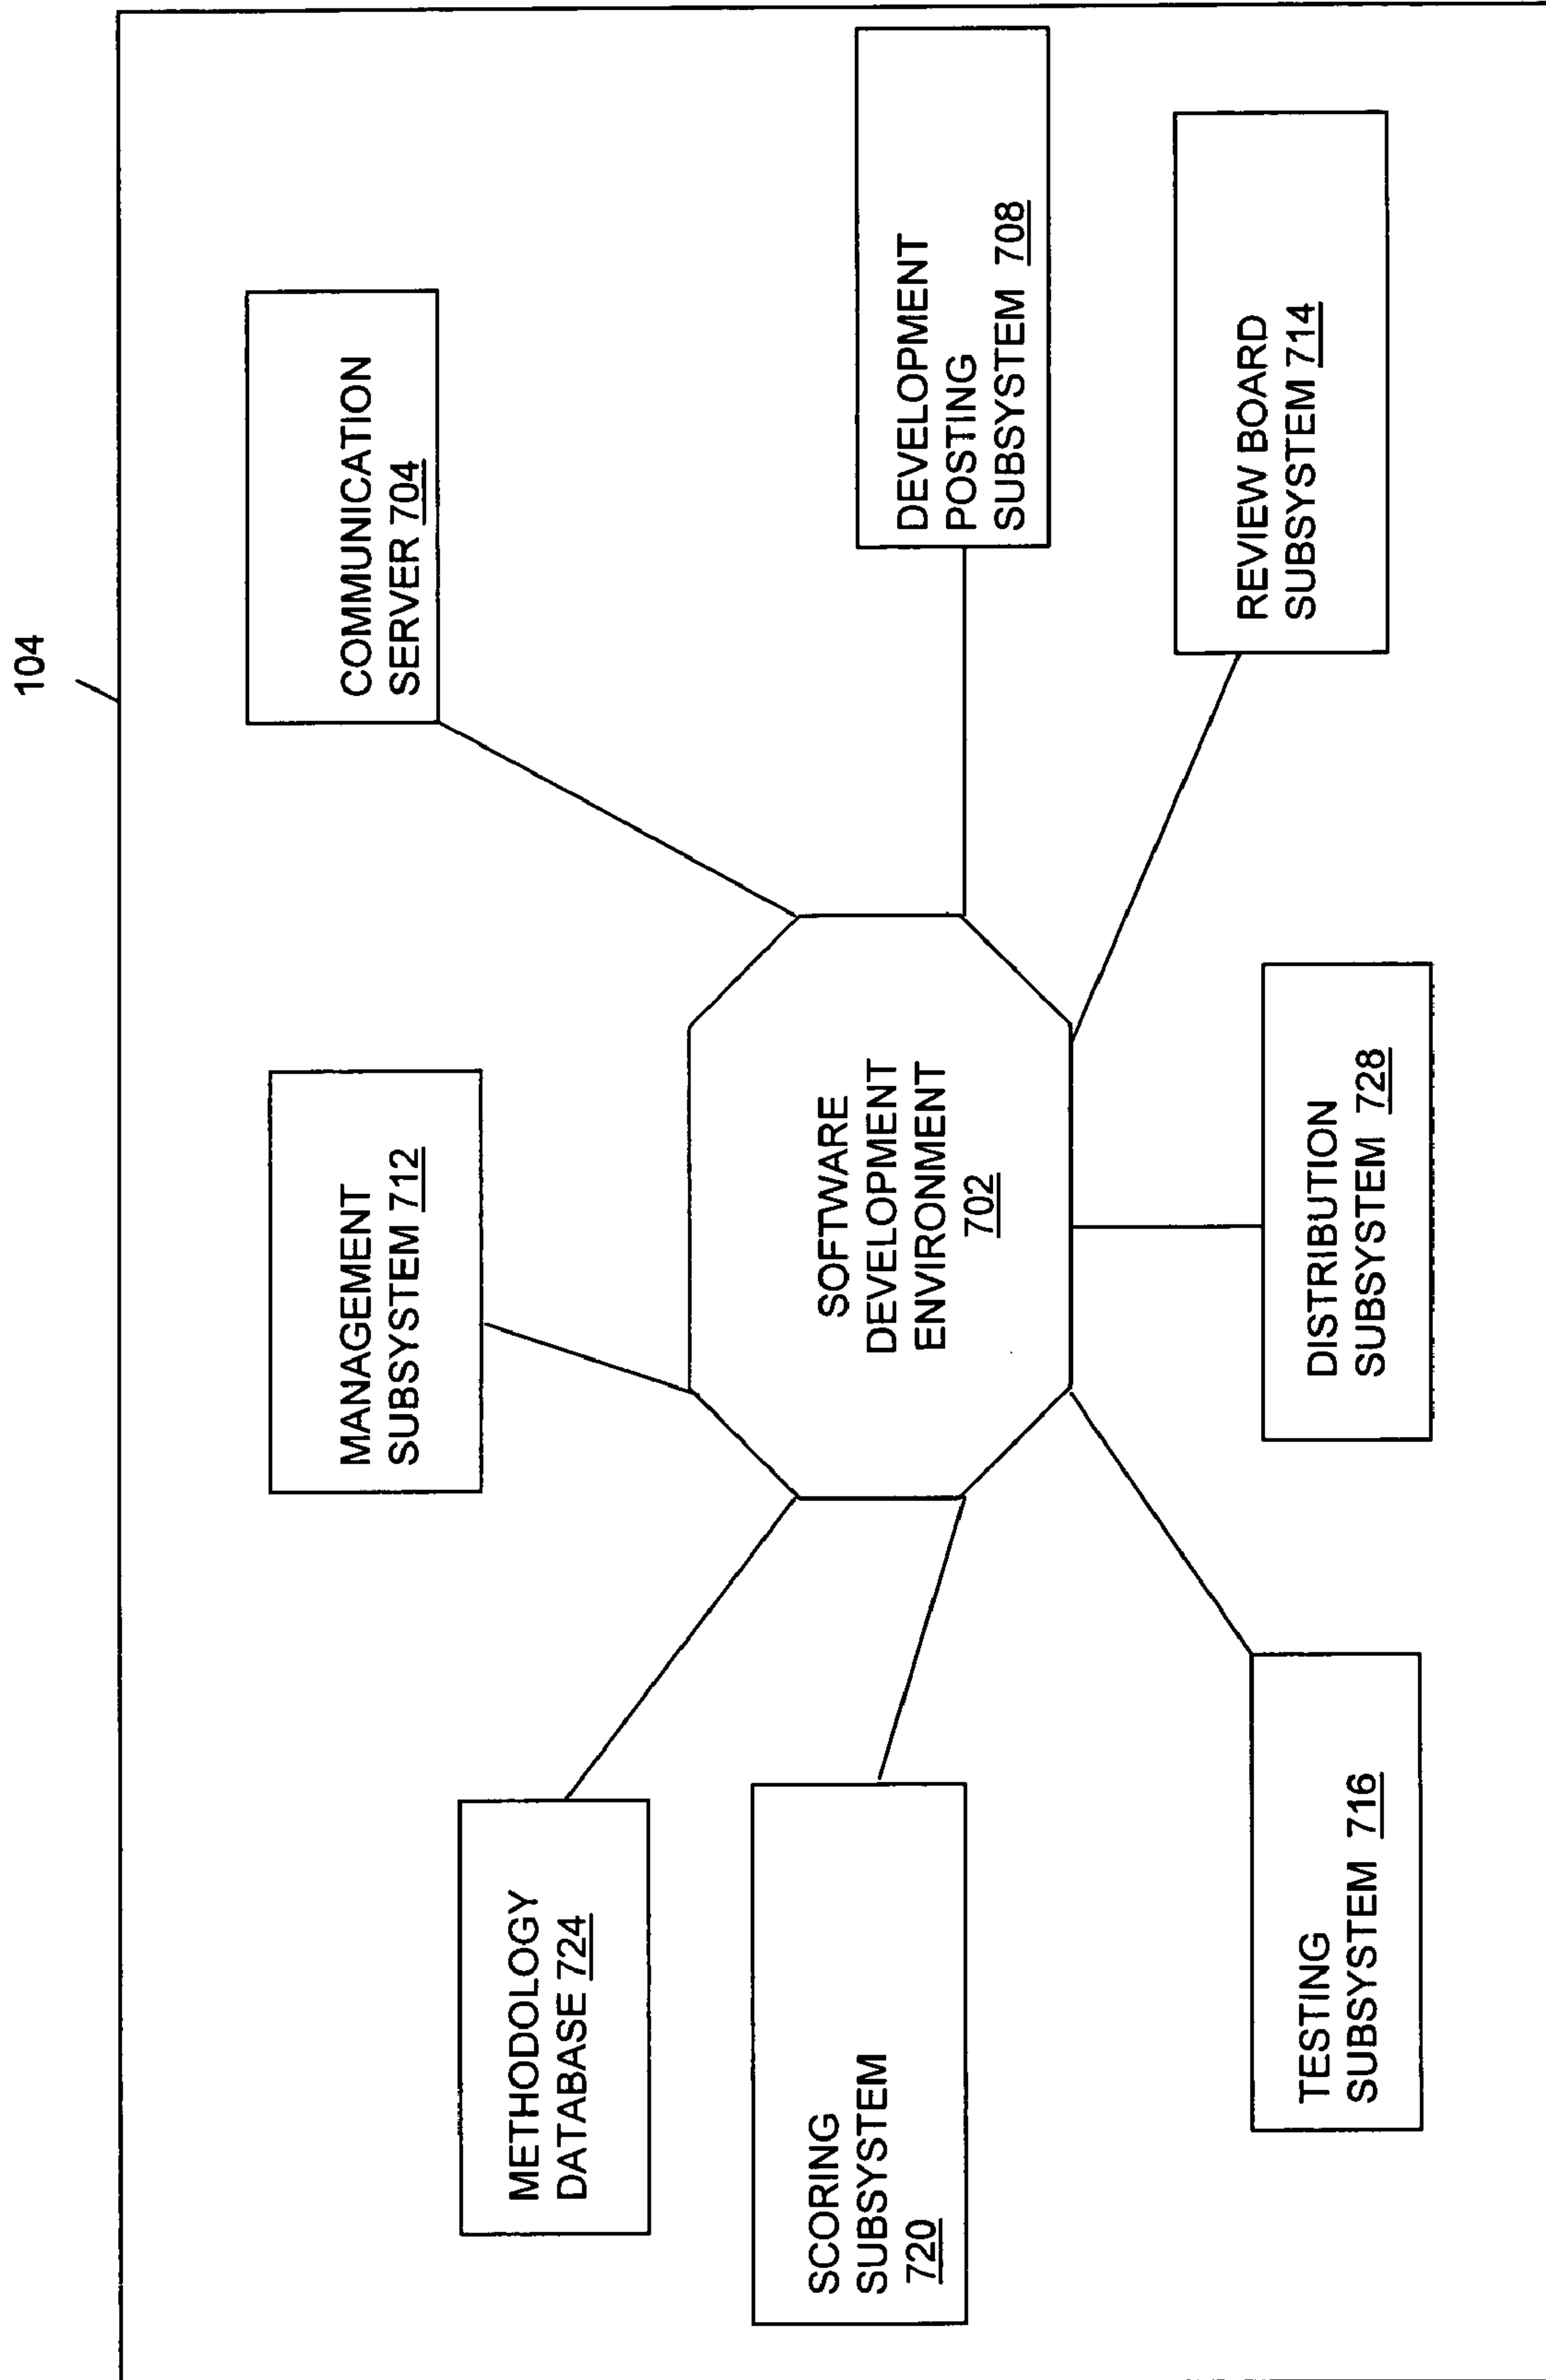 104
COMMUNICATION
SERVER 704
MANAGEMENT
SUBSYSTEM 712
METHODOLOGY
DATABASE 724
DEVELOPMENT
POSTING
SUBSYSTEM 708
SOFTWARE
DEVELOPMENT
ENVIRONMENT
702
SCORING
SUBSYSTEM
720
REVIEW BOARD
SUBSYSTEM 714
DISTRIBUTION
SUBSYSTEM 728
TESTING
SUBSYSTEM 716